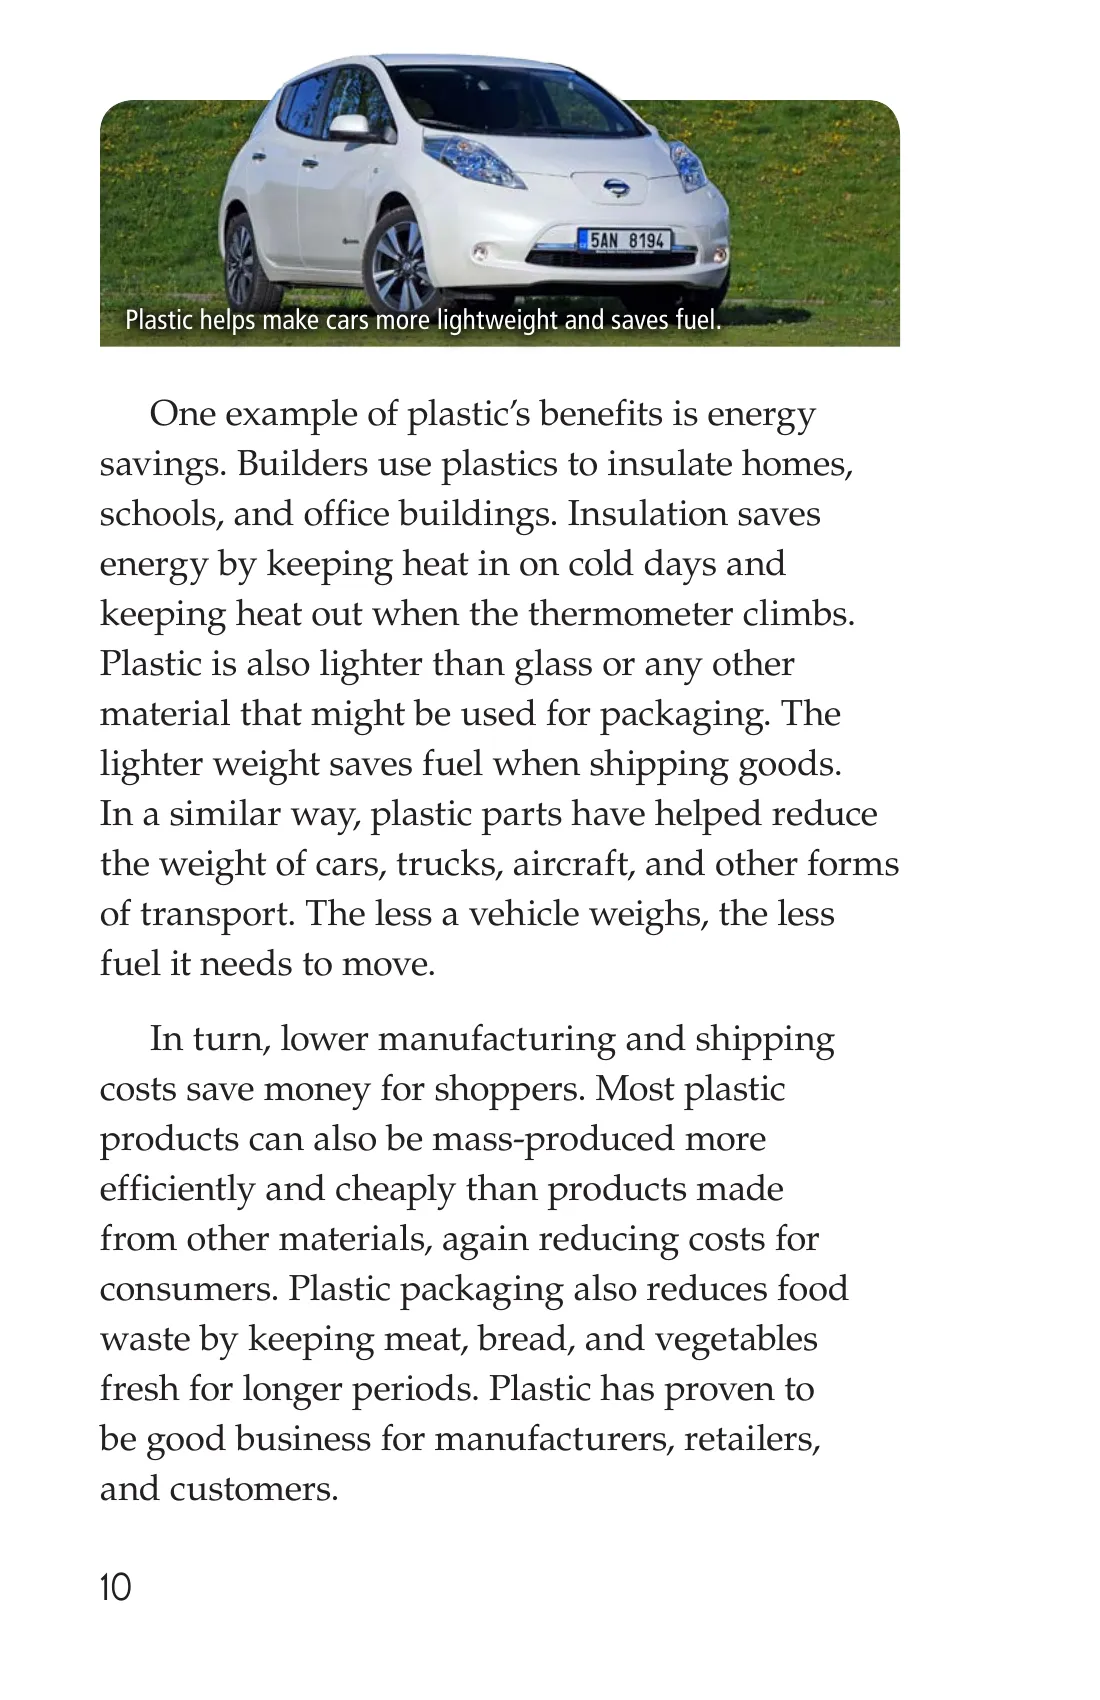 5AN 8194
Plastic helps make cars more lightweight and saves fuel.
One example of plastic’s benefits is energy
savings. Builders use plastics to insulate homes,
schools, and office buildings. Insulation saves
energy by keeping heat in on cold days and
keeping heat out when the thermometer climbs.
Plastic is also lighter than glass or any other
material that might be used for packaging. The
lighter weight saves fuel when shipping goods.
In a similar way, plastic parts have helped reduce
the weight of cars, trucks, aircraft, and other forms
of transport. The less a vehicle weighs, the less
fuel it needs to move.
In turn, lower manufacturing and shipping
costs save money for shoppers. Most plastic
products can also be mass-produced more
efficiently and cheaply than products made
from other materials, again reducing costs for
consumers. Plastic packaging also reduces food
waste by keeping meat, bread, and vegetables
fresh for longer periods. Plastic has proven to
be good business for manufacturers, retailers,
and customers.
10